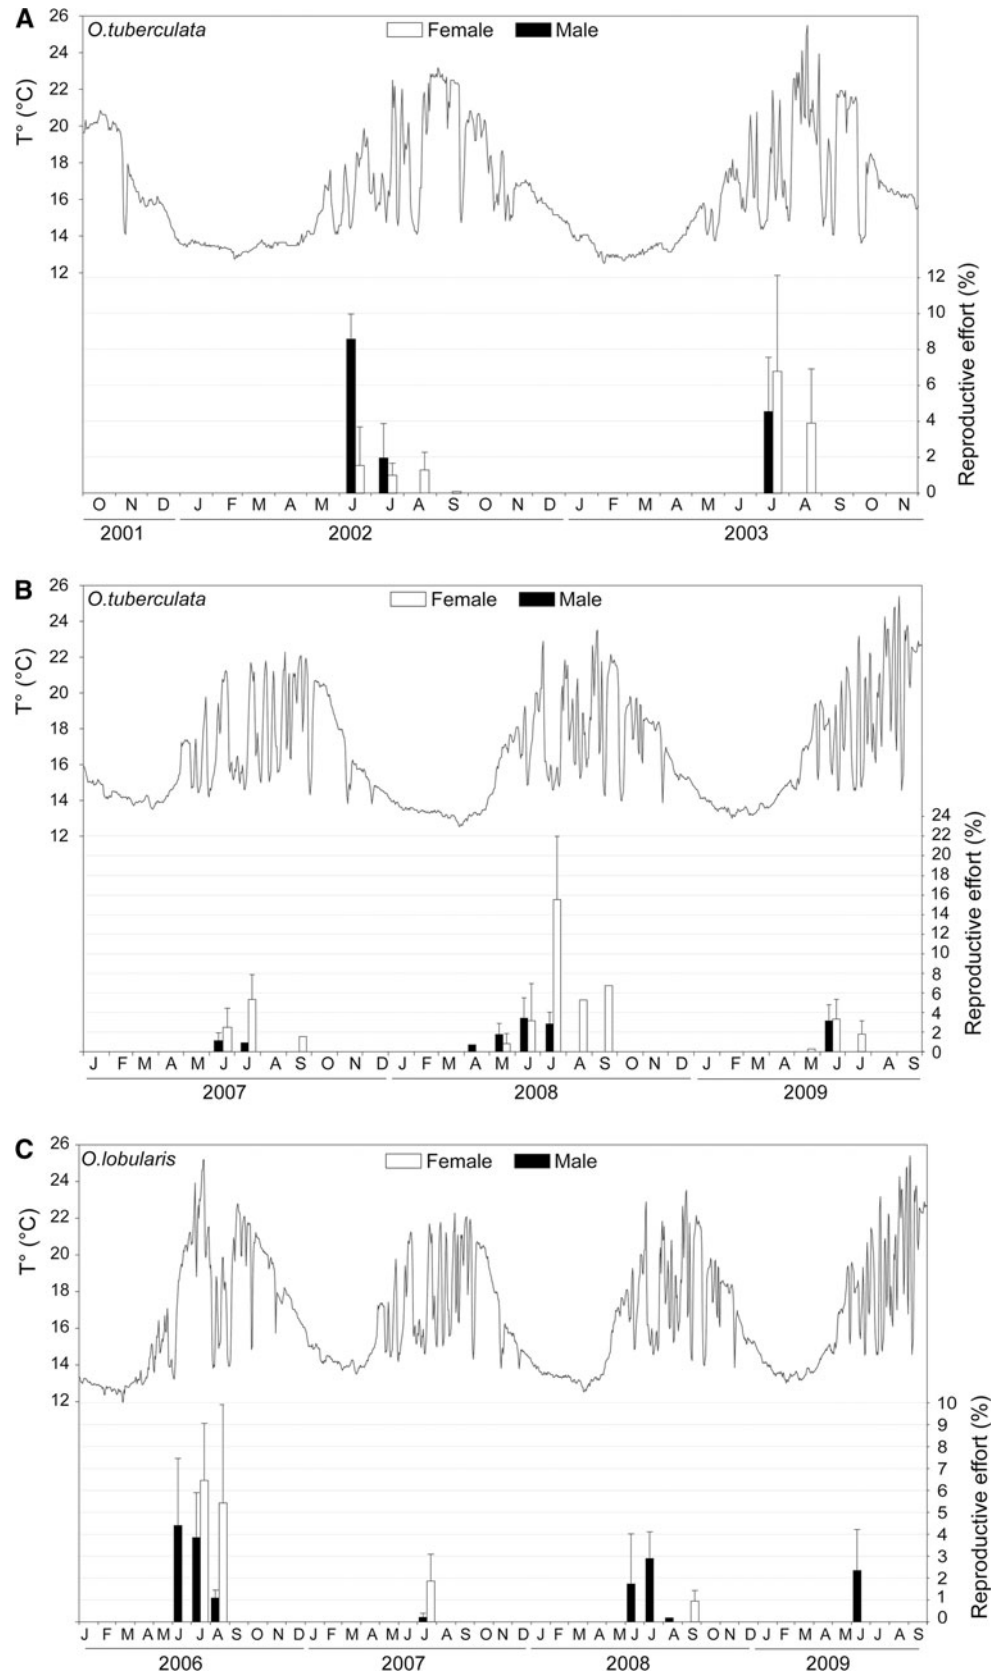 A
O.tuberculata
Female Male
T° (°C)
26
24
22
20
18
16
14
12
Reproductive effort (%)
12
10
8
6
4
2
0
O N D J F M A M J J A S O N D J F M A M J J A S O N
2001 2002 2003
B
O.tuberculata
Female Male
T° (°C)
26
24
22
20
18
16
14
12
Reproductive effort (%)
24
22
20
18
16
14
12
10
8
6
4
2
0
J F M A M J J A S O N D J F M A M J J A S O N D J F M A M J J A S
2007 2008 2009
C
O.lobularis
Female Male
T° (°C)
26
24
22
20
18
16
14
12
Reproductive effort (%)
10
9
8
7
6
5
4
3
2
1
0
J F M A M J J A S O N D J F M A M J J A S O N D J F M A M J J A S O N D J F M A M J J A S
2006 2007 2008 2009